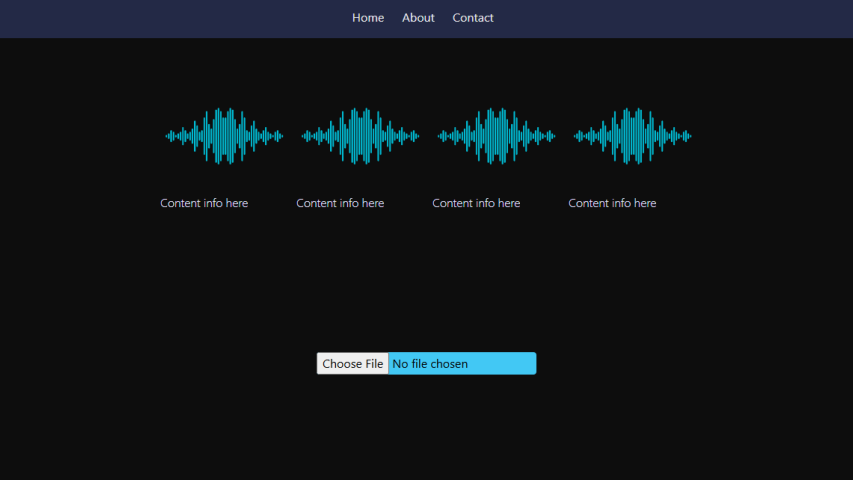 Home About Contact
Content info here Content info here Content info here Content info here
Choose File No file chosen